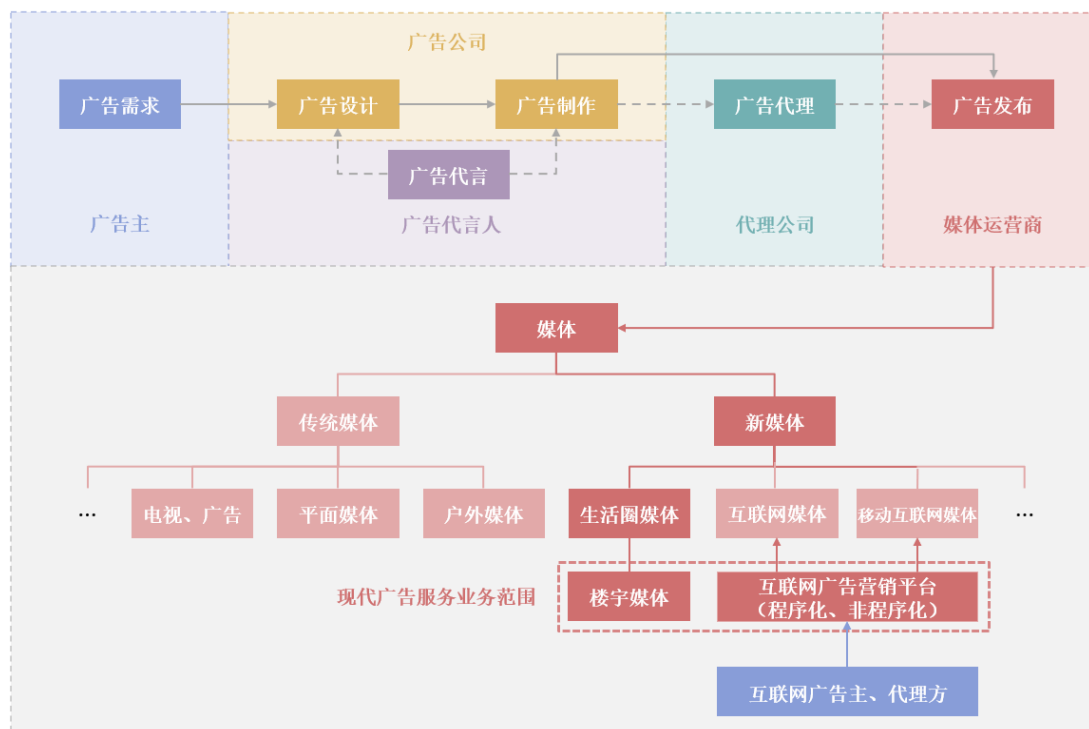 广告公司
广告需求
广告设计
广告制作
广告代理
广告发布
广告代言
广告主
广告代言人
代理公司
媒体运营商
媒体
传统媒体
新媒体
...
电视、广告
平面媒体
户外媒体
生活圈媒体
互联网媒体
移动互联网媒体
...
现代广告服务业务范围
楼宇媒体
互联网广告营销平台
（程序化、非程序化）
互联网广告主、代理方